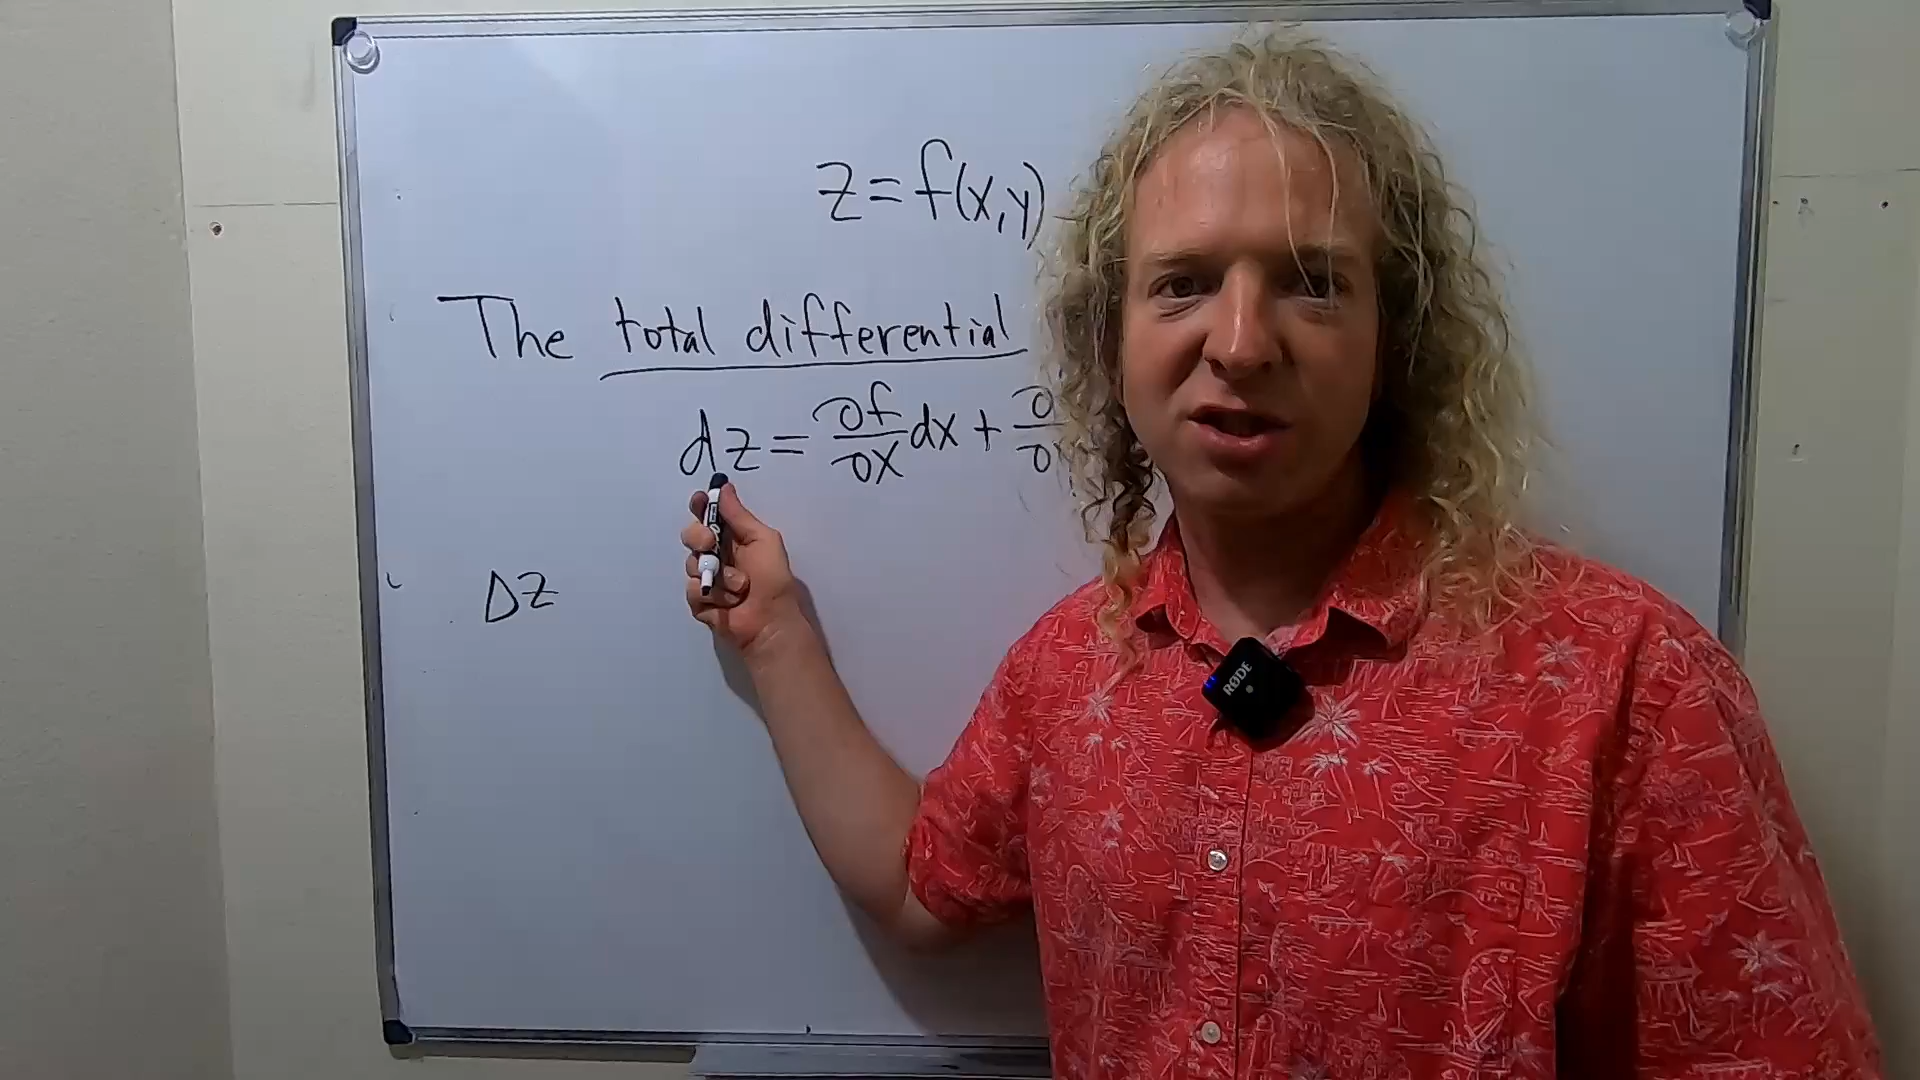 z = f(x,y)
The total differential
dz = ∂f/∂x dx + ∂/∂
Δz
RØDE